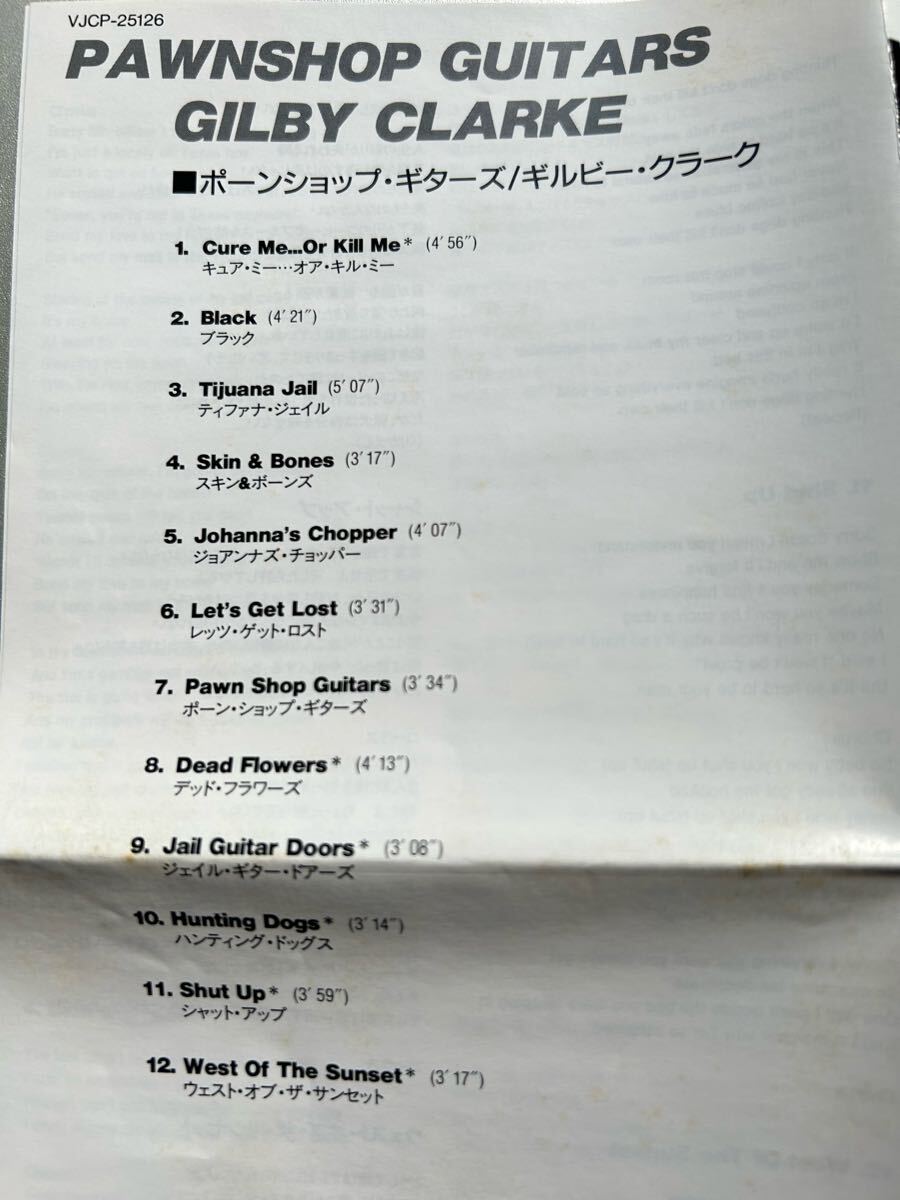 VJCP-25126
PAWNSHOP GUITARS
GILBY CLARKE
■ポーンショップ・ギターズ/ギルビー・クラーク
1. Cure Me...Or Kill Me* (4′56″)
キュア・ミー…オア・キル・ミー
2. Black (4′21″)
ブラック
3. Tijuana Jail (5′07″)
ティファナ・ジェイル
4. Skin & Bones (3′17″)
スキン&ボーンズ
5. Johanna's Chopper (4′07″)
ジョアンナズ・チョッパー
6. Let's Get Lost (3′31″)
レッツ・ゲット・ロスト
7. Pawn Shop Guitars (3′34″)
ポーン・ショップ・ギターズ
8. Dead Flowers* (4′13″)
デッド・フラワーズ
9. Jail Guitar Doors* (3′08″)
ジェイル・ギター・ドアーズ
10. Hunting Dogs* (3′14″)
ハンティング・ドッグス
11. Shut Up* (3′59″)
シャット・アップ
12. West Of The Sunset* (3′17″)
ウェスト・オブ・ザ・サンセット